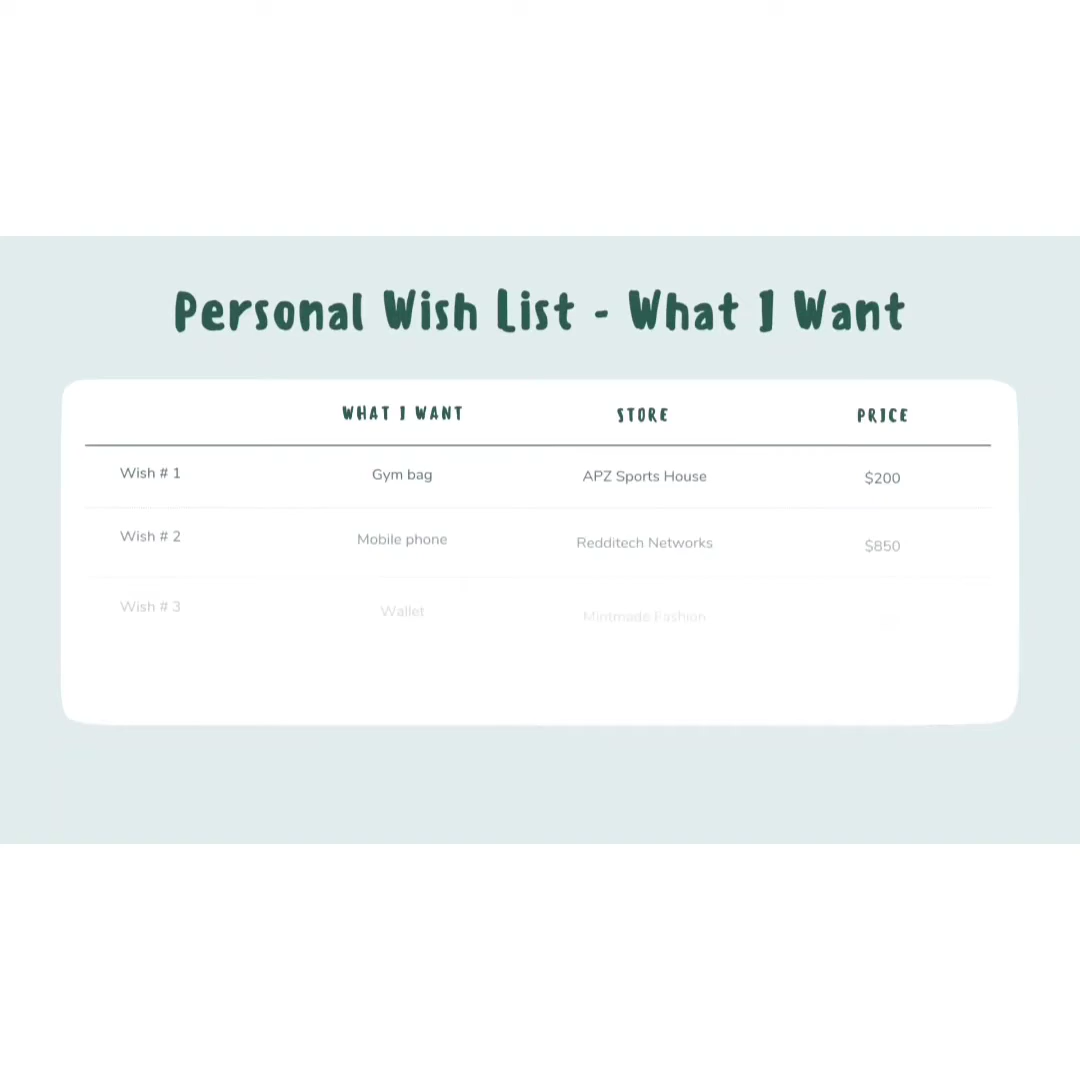 Personal Wish List - What I Want
WHAT I WANT STORE PRICE
Wish # 1 Gym bag APZ Sports House $200
Wish # 2 Mobile phone Redditech Networks $850
Wish # 3 Wallet Mintmade Fashion